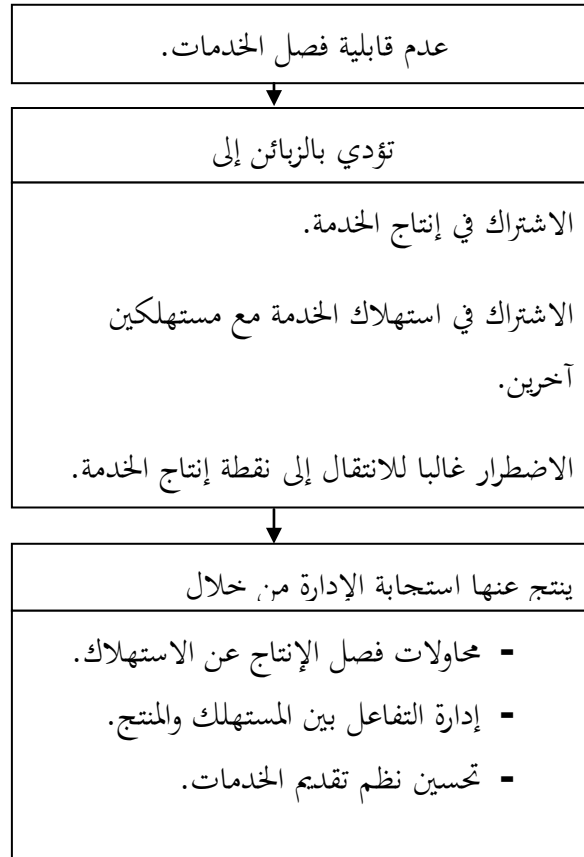 عدم قابلية فصل الخدمات.
تؤدي بالزبائن إلى
الاشتراك في إنتاج الخدمة.
الاشتراك في استهلاك الخدمة مع مستهلكين
آخرين.
الاضطرار غالبا للانتقال إلى نقطة إنتاج الخدمة.
ينتج عنها استجابة الإدارة من خلال
- محاولات فصل الإنتاج عن الاستهلاك.
- إدارة التفاعل بين المستهلك والمنتج.
- تحسين نظم تقديم الخدمات.